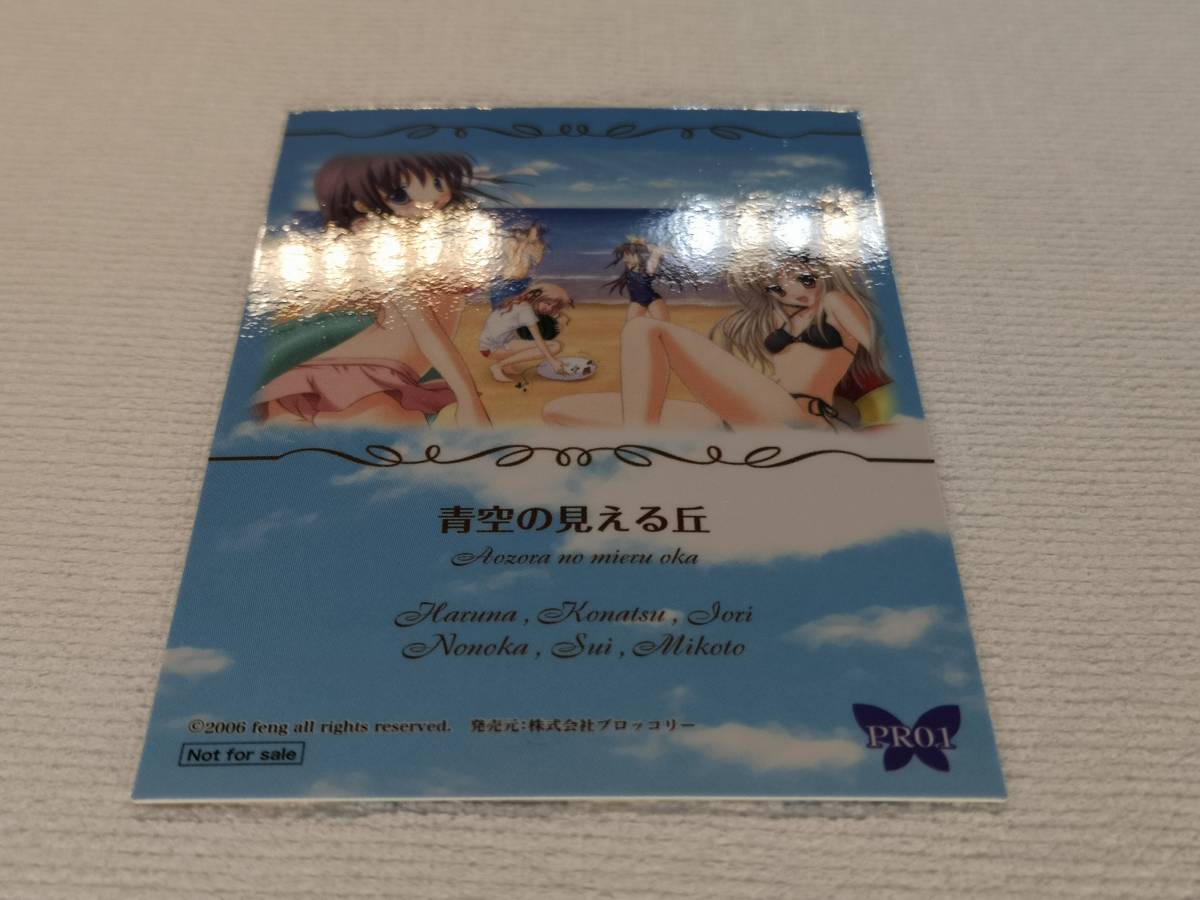 青空の見える丘
Aozora no mieru oka
Haruna , Konatsu , Iori
Nonoka , Sui , Mikoto
©2006 feng all rights reserved. 発売元:株式会社ブロッコリー
Not for sale
PR01